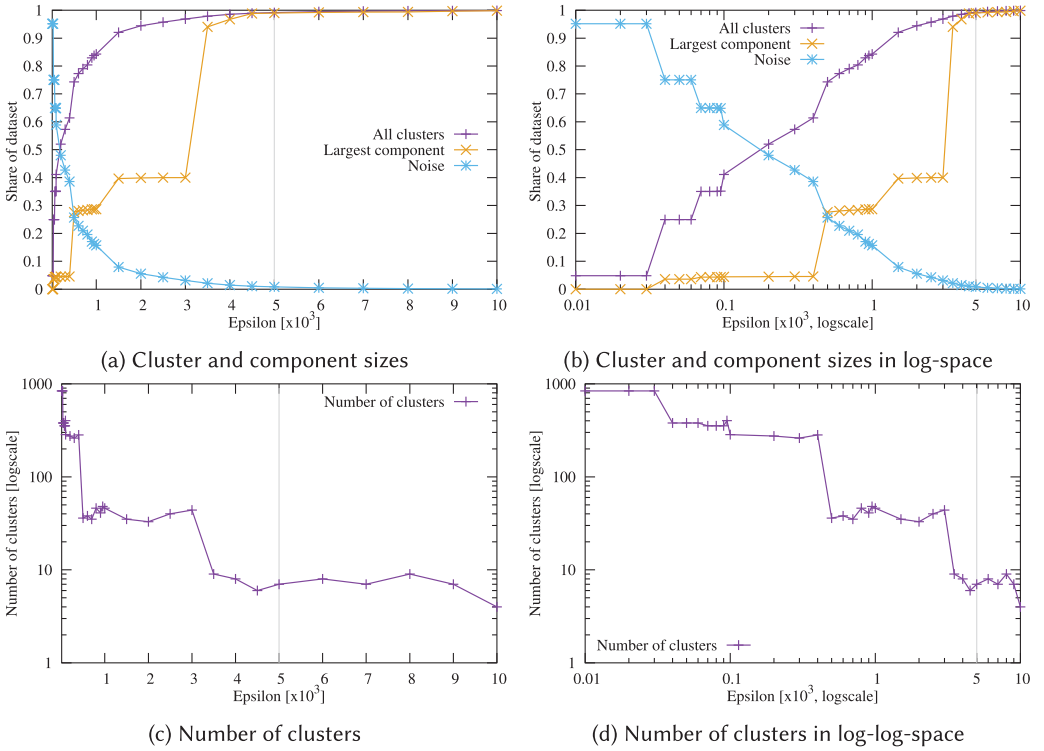 1
0.9
0.8
0.7
0.6
0.5
0.4
0.3
0.2
0.1
0
Share of dataset
All clusters
Largest component
Noise
1 2 3 4 5 6 7 8 9 10
Epsilon [x10³]
(a) Cluster and component sizes
1
0.9
0.8
0.7
0.6
0.5
0.4
0.3
0.2
0.1
0
Share of dataset
All clusters
Largest component
Noise
0.01 0.1 1 5 10
Epsilon [x10³, logscale]
(b) Cluster and component sizes in log-space
1000
100
10
1
Number of clusters [logscale]
Number of clusters
1 2 3 4 5 6 7 8 9 10
Epsilon [x10³]
(c) Number of clusters
1000
100
10
1
Number of clusters [logscale]
Number of clusters
0.01 0.1 1 5 10
Epsilon [x10³, logscale]
(d) Number of clusters in log-log-space